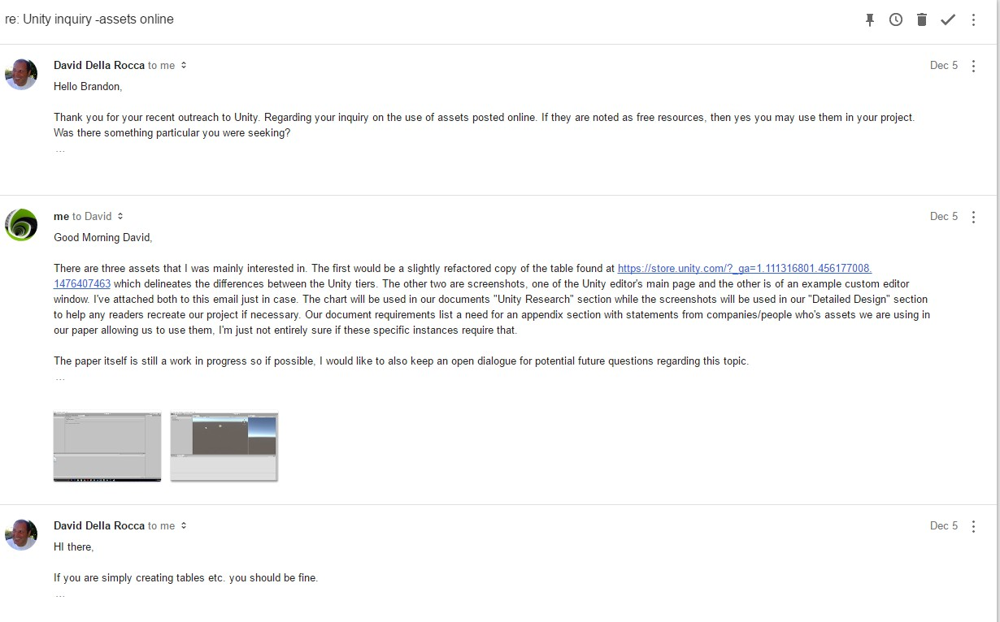 re: Unity inquiry -assets online
David Della Rocca to me
Dec 5
Hello Brandon,
Thank you for your recent outreach to Unity. Regarding your inquiry on the use of assets posted online. If they are noted as free resources, then yes you may use them in your project.
Was there something particular you were seeking?
...
me to David
Dec 5
Good Morning David,
There are three assets that I was mainly interested in. The first would be a slightly refactored copy of the table found at https://store.unity.com/?_ga=1.111316801.456177008.
1476407463 which delineates the differences between the Unity tiers. The other two are screenshots, one of the Unity editor's main page and the other is of an example custom editor
window. I've attached both to this email just in case. The chart will be used in our documents "Unity Research" section while the screenshots will be used in our "Detailed Design" section
to help any readers recreate our project if necessary. Our document requirements list a need for an appendix section with statements from companies/people who's assets we are using in
our paper allowing us to use them, I'm just not entirely sure if these specific instances require that.
The paper itself is still a work in progress so if possible, I would like to also keep an open dialogue for potential future questions regarding this topic.
...
David Della Rocca to me
Dec 5
HI there,
If you are simply creating tables etc. you should be fine.
...